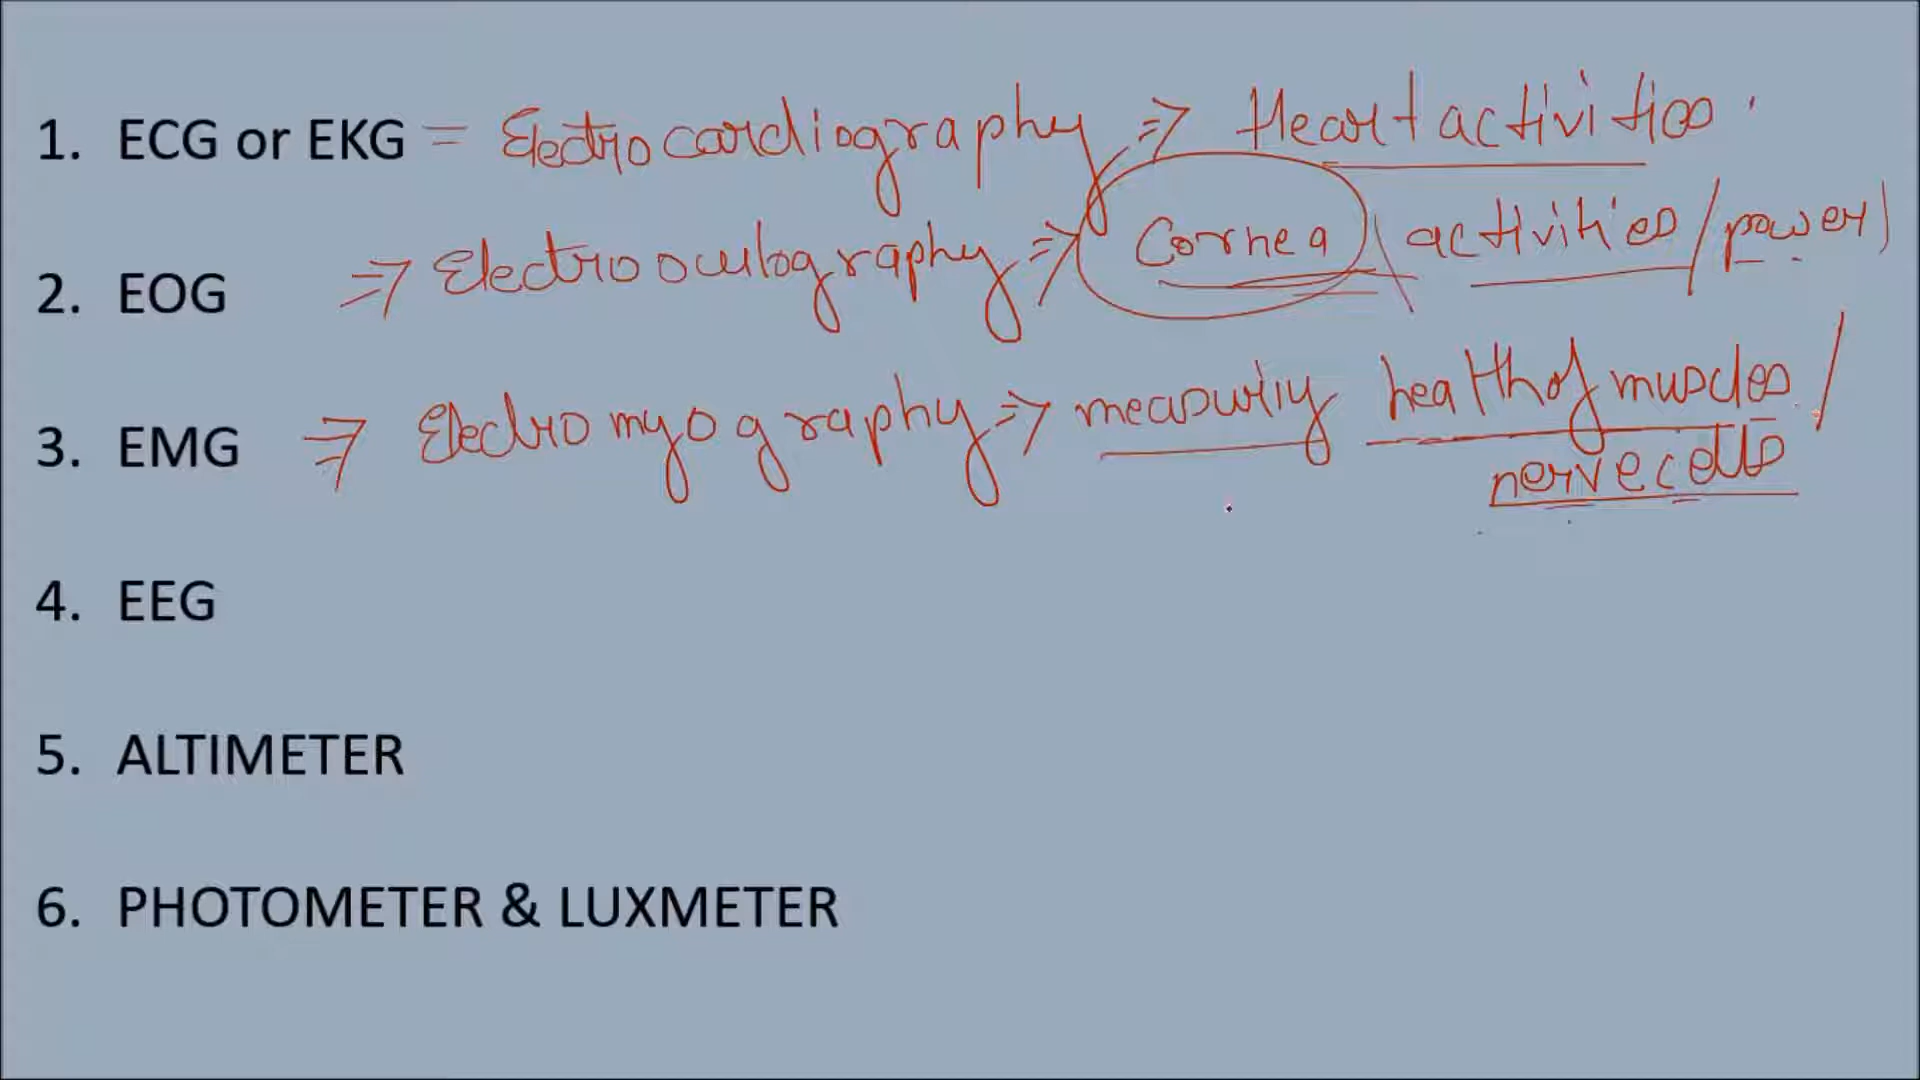 1. ECG or EKG = Electrocardiography => Heart activities.
2. EOG => Electrooculography => Cornea activities / power
3. EMG => Electromyography => measuring health of muscles /
nerve cells
4. EEG
5. ALTIMETER
6. PHOTOMETER & LUXMETER